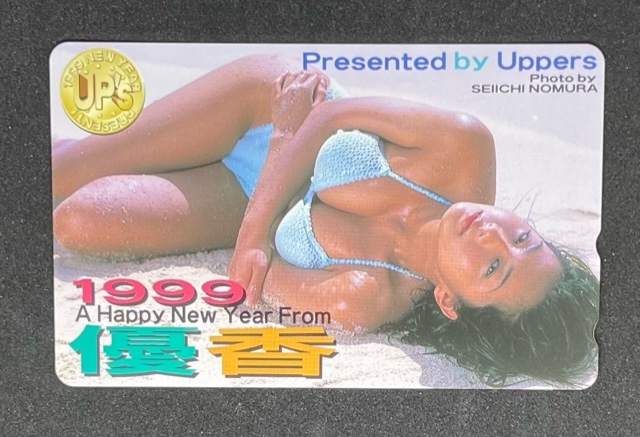 1999 NEW YEAR
UP'S
PRESENT
Presented by Uppers
Photo by
SEIICHI NOMURA
1999
A Happy New Year From
優香